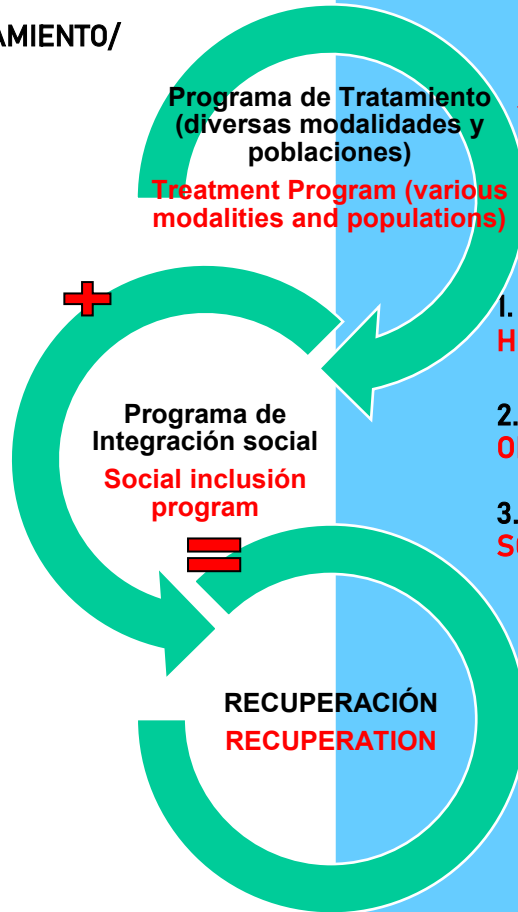 AMIENTO/
Programa de Tratamiento
(diversas modalidades y
poblaciones)
Treatment Program (various
modalities and populations)
1.
H
Programa de
Integración social
Social inclusión
program
2.
O
3.
S
RECUPERACIÓN
RECUPERATION